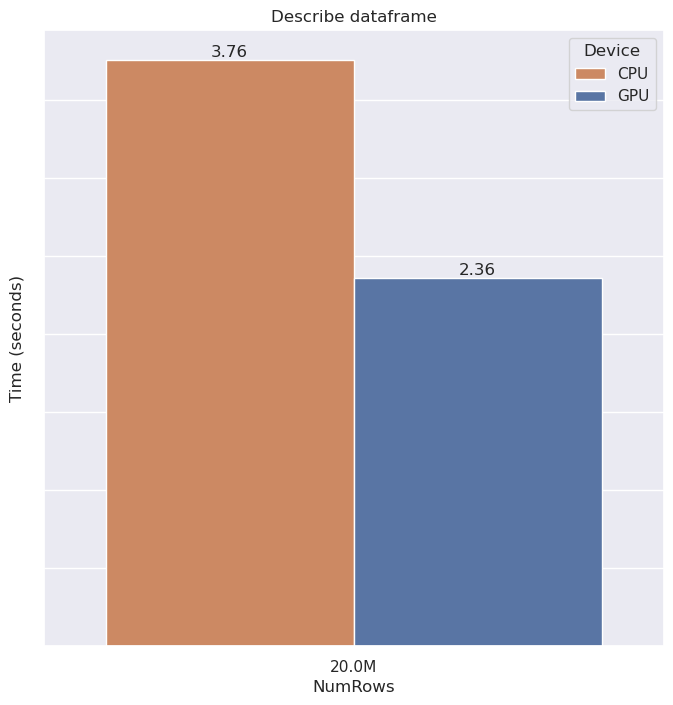 Describe dataframe
3.76
Device
CPU
GPU
2.36
Time (seconds)
20.0M
NumRows